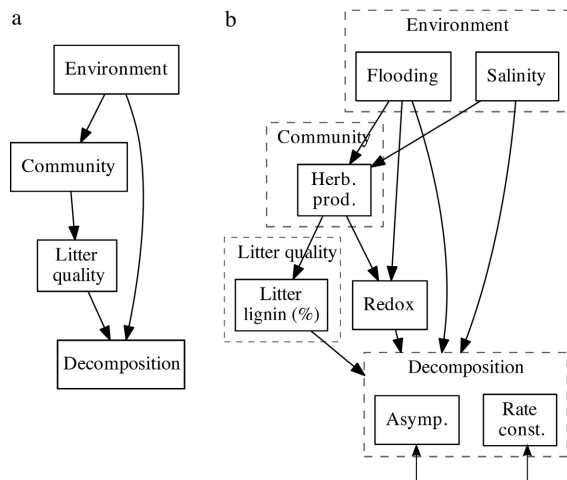 a
Environment
Community
Litter
quality
Decomposition
b
Environment
Flooding
Salinity
Community
Herb.
prod.
Litter quality
Litter
lignin (%)
Redox
Decomposition
Asymp.
Rate
const.